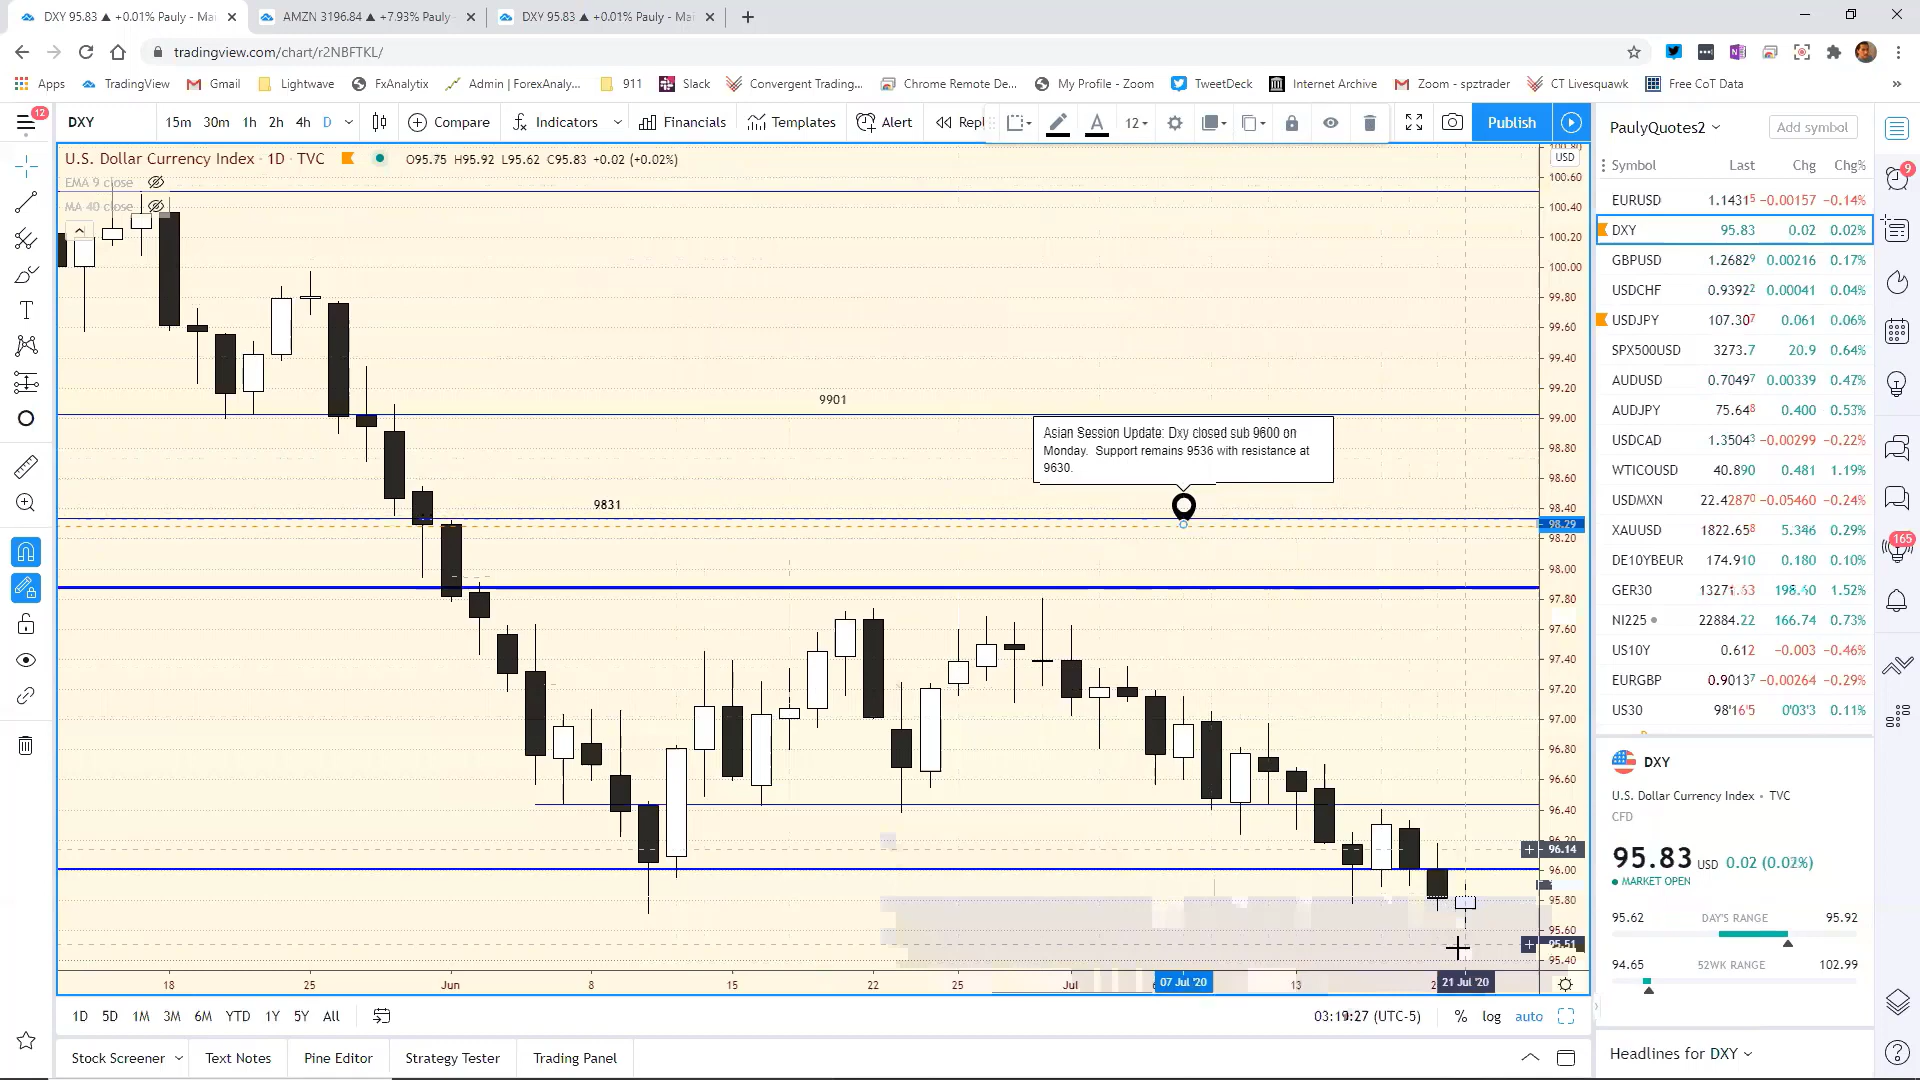 DXY 95.83 ▲ +0.01% Pauly - Mai
AMZN 3196.84 ▲ +7.93% Pauly -
DXY 95.83 ▲ +0.01% Pauly - Mai
tradingview.com/chart/r2NBFTKL/
Apps TradingView Gmail Lightwave FxAnalytix Admin | ForexAnaly... 911 Slack Convergent Trading,... Chrome Remote De... My Profile - Zoom TweetDeck Internet Archive Zoom - spztrader CT Livesquawk Free CoT Data »
12
DXY 15m 30m 1h 2h 4h D Compare Indicators Financials Templates Alert Repl 12 Publish
PaulyQuotes2 Add symbol
U.S. Dollar Currency Index · 1D · TVC O95.75 H95.92 L95.62 C95.83 +0.02 (+0.02%)
EMA 9 close
MA 40 close
USD
100.60
100.40
100.20
100.00
99.80
99.60
99.40
99.20
99.00
98.80
98.60
98.40
98.29
98.20
98.00
97.80
97.60
97.40
97.20
97.00
96.80
96.60
96.40
96.20
96.14
96.00
95.80
95.60
95.51
95.40
9901
9831
Asian Session Update: Dxy closed sub 9600 on
Monday. Support remains 9536 with resistance at
9630.
18 25 Jun 8 15 22 25 Jul 07 Jul '20 13 21 Jul '20
1D 5D 1M 3M 6M YTD 1Y 5Y All (UTC-5) % log auto
Stock Screener Text Notes Pine Editor Strategy Tester Trading Panel
Symbol Last Chg Chg%
EURUSD 1.14315 −0.00157 −0.14%
DXY 95.83 0.02 0.02%
GBPUSD 1.26829 0.00216 0.17%
USDCHF 0.93922 0.00041 0.04%
USDJPY 107.307 0.061 0.06%
SPX500USD 3273.7 20.9 0.64%
AUDUSD 0.70497 0.00339 0.47%
AUDJPY 75.648 0.400 0.53%
USDCAD 1.35043 −0.00299 −0.22%
WTICOUSD 40.890 0.481 1.19%
USDMXN 22.42870 −0.05460 −0.24%
XAUUSD 1822.658 5.346 0.29%
DE10YBEUR 174.910 0.180 0.10%
GER30 1.52%
NI225 22884.22 166.74 0.73%
US10Y 0.612 −0.003 −0.46%
EURGBP 0.90137 −0.00264 −0.29%
US30 98'16'5 0'03'3 0.11%
DXY
U.S. Dollar Currency Index • TVC
CFD
95.83 USD 0.02 (0.02%)
MARKET OPEN
95.62 DAY'S RANGE 95.92
94.65 52WK RANGE 102.99
Headlines for DXY
9
165